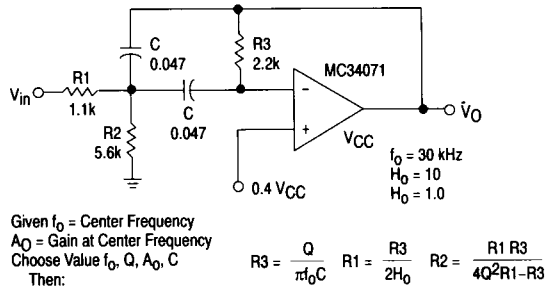 C
0.047
R3
2.2k
MC34071
Vin
R1
1.1k
C
0.047
−
+
VO
R2
5.6k
VCC
0.4 VCC
fo = 30 kHz
Ho = 10
Ho = 1.0
Given fo = Center Frequency
AO = Gain at Center Frequency
Choose Value fo, Q, Ao, C
Then:
R3 = Q / πfoC R1 = R3 / 2Ho R2 = R1 R3 / 4Q²R1–R3